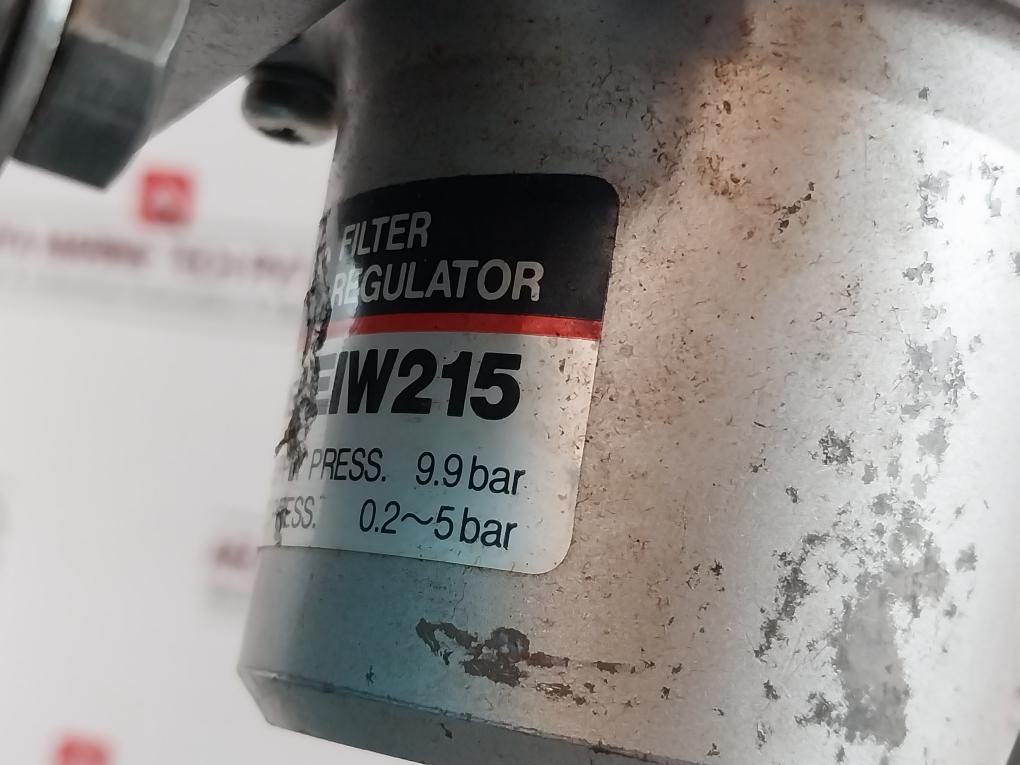 FILTER
REGULATOR
EIW215
PRESS. 9.9 bar
0.2~5 bar